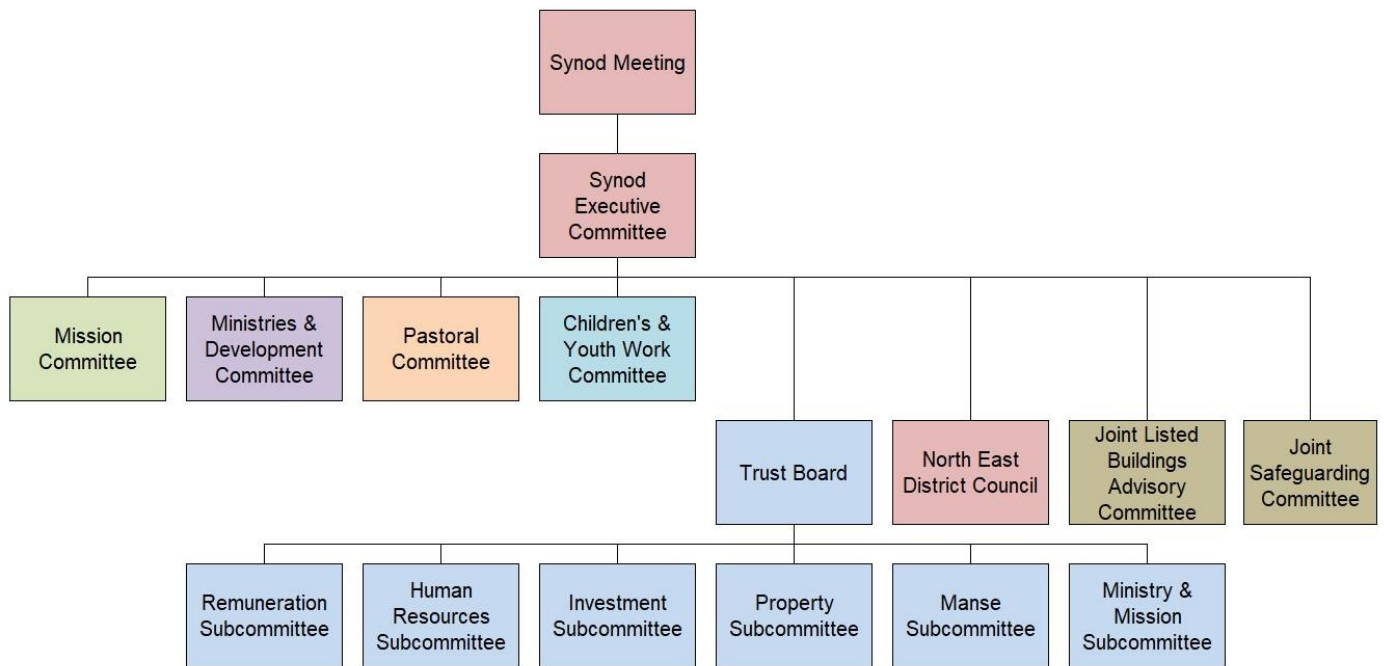 Synod Meeting
Synod
Executive
Committee
Mission
Committee
Ministries &
Development
Committee
Pastoral
Committee
Children's &
Youth Work
Committee
Trust Board
North East
District Council
Joint Listed
Buildings
Advisory
Committee
Joint
Safeguarding
Committee
Remuneration
Subcommittee
Human
Resources
Subcommittee
Investment
Subcommittee
Property
Subcommittee
Manse
Subcommittee
Ministry &
Mission
Subcommittee